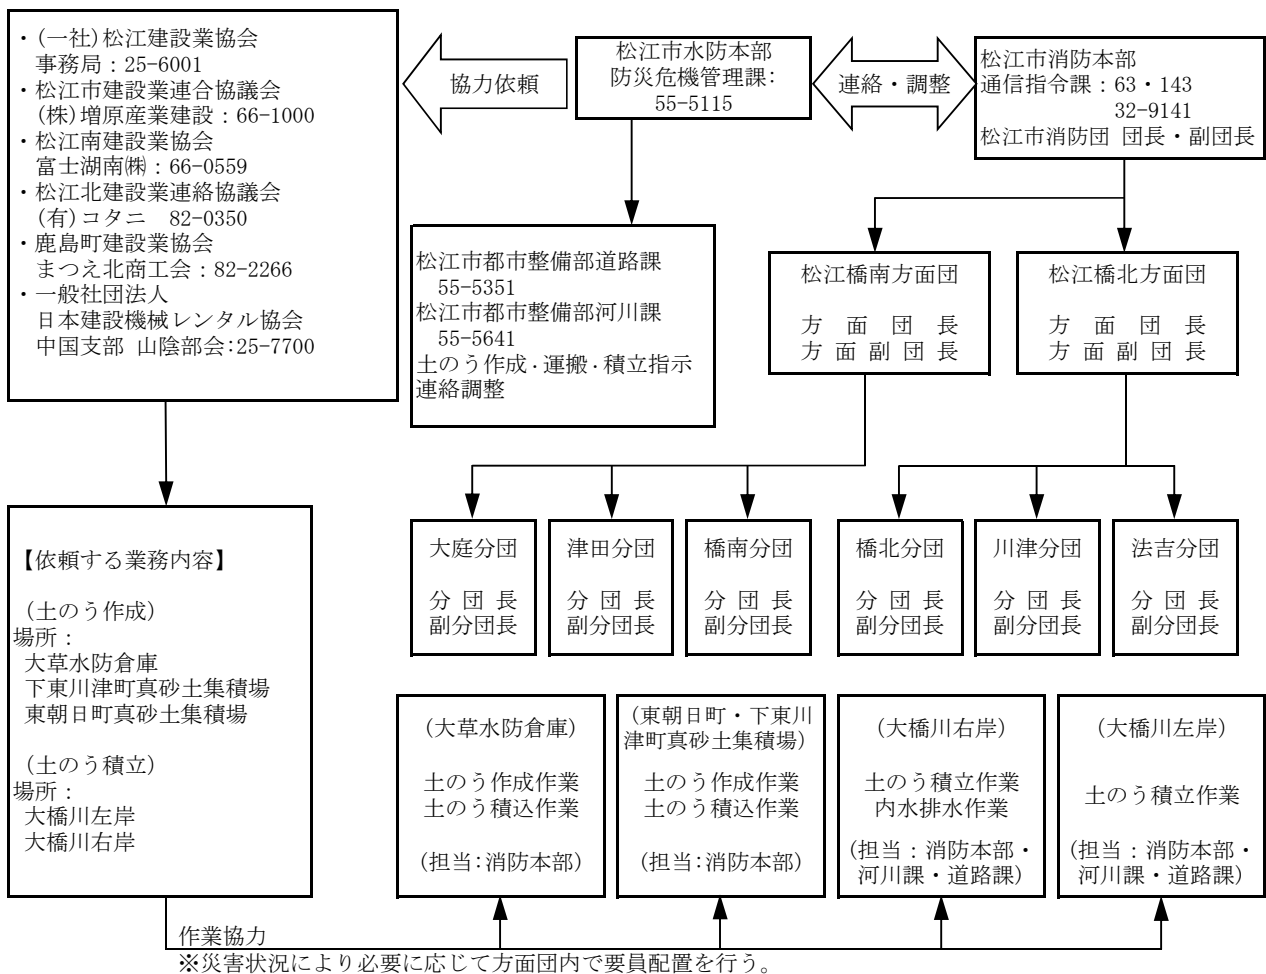 ・(一社)松江建設業協会
事務局：25-6001
・松江市建設業連合協議会
(株)増原産業建設：66-1000
・松江南建設業協会
富士湖南㈱：66-0559
・松江北建設業連絡協議会
(有)コタニ　82-0350
・鹿島町建設業協会
まつえ北商工会：82-2266
・一般社団法人
日本建設機械レンタル協会
中国支部 山陰部会:25-7700
協力依頼
松江市水防本部
防災危機管理課:
55-5115
連絡・調整
松江市消防本部
通信指令課：63・143
32-9141
松江市消防団 団長・副団長
松江市都市整備部道路課
55-5351
松江市都市整備部河川課
55-5641
土のう作成・運搬・積立指示
連絡調整
松江橋南方面団
方　面　団　長
方 面 副 団 長
松江橋北方面団
方　面　団　長
方 面 副 団 長
大庭分団
分 団 長
副分団長
津田分団
分 団 長
副分団長
橋南分団
分 団 長
副分団長
橋北分団
分 団 長
副分団長
川津分団
分 団 長
副分団長
法吉分団
分 団 長
副分団長
【依頼する業務内容】
(土のう作成)
場所：
大草水防倉庫
下東川津町真砂土集積場
東朝日町真砂土集積場
(土のう積立)
場所：
大橋川左岸
大橋川右岸
(大草水防倉庫)
土のう作成作業
土のう積込作業
(担当:消防本部)
(東朝日町・下東川
津町真砂土集積場)
土のう作成作業
土のう積込作業
(担当:消防本部)
(大橋川右岸)
土のう積立作業
内水排水作業
(担当：消防本部・
河川課・道路課)
(大橋川左岸)
土のう積立作業
(担当：消防本部・
河川課・道路課)
作業協力
※災害状況により必要に応じて方面団内で要員配置を行う。